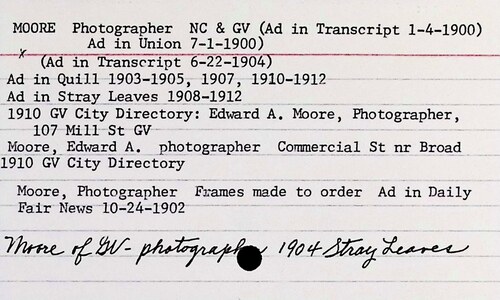 MOORE Photographer NC & GV (Ad in Transcript 1-4-1900)
Ad in Union 7-1-1900)
x (Ad in Transcript 6-22-1904)
Ad in Quill 1903-1905, 1907, 1910-1912
Ad in Stray Leaves 1908-1912
1910 GV City Directory: Edward A. Moore, Photographer,
107 Mill St GV
Moore, Edward A. photographer Commercial St nr Broad
1910 GV City Directory
Moore, Photographer Frames made to order Ad in Daily
Fair News 10-24-1902
Moore of GV - photographer 1904 Stray Leaves